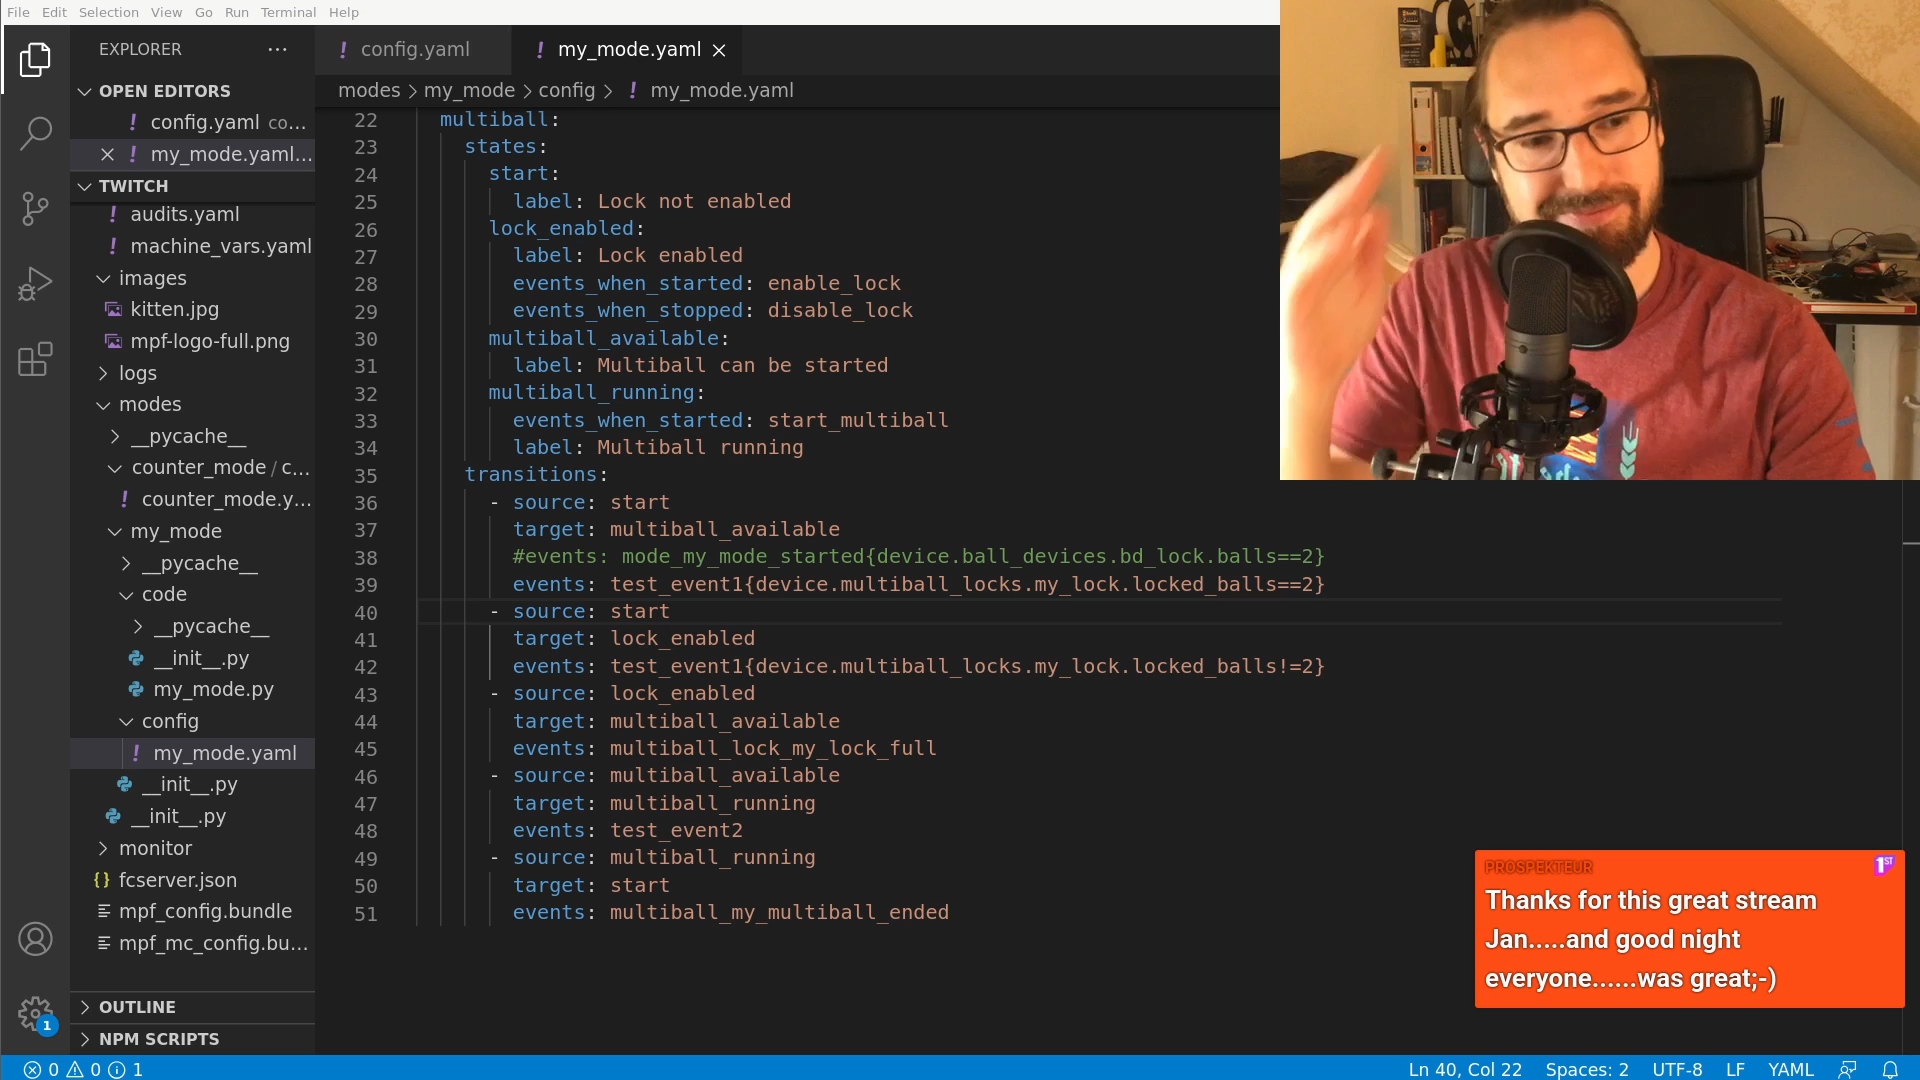 File Edit Selection View Go Run Terminal Help
EXPLORER ...
config.yaml
my_mode.yaml
OPEN EDITORS
config.yaml co...
my_mode.yaml...
TWITCH
audits.yaml
machine_vars.yaml
images
kitten.jpg
mpf-logo-full.png
logs
modes
__pycache__
counter_mode / c...
counter_mode.y...
my_mode
__pycache__
code
__pycache__
__init__.py
my_mode.py
config
my_mode.yaml
__init__.py
__init__.py
monitor
{} fcserver.json
mpf_config.bundle
mpf_mc_config.bu...
OUTLINE
NPM SCRIPTS
1
modes > my_mode > config > ! my_mode.yaml
22 multiball:
23 states:
24 start:
25 label: Lock not enabled
26 lock_enabled:
27 label: Lock enabled
28 events_when_started: enable_lock
29 events_when_stopped: disable_lock
30 multiball_available:
31 label: Multiball can be started
32 multiball_running:
33 events_when_started: start_multiball
34 label: Multiball running
35 transitions:
36 - source: start
37 target: multiball_available
38 #events: mode_my_mode_started{device.ball_devices.bd_lock.balls==2}
39 events: test_event1{device.multiball_locks.my_lock.locked_balls==2}
40 - source: start
41 target: lock_enabled
42 events: test_event1{device.multiball_locks.my_lock.locked_balls!=2}
43 - source: lock_enabled
44 target: multiball_available
45 events: multiball_lock_my_lock_full
46 - source: multiball_available
47 target: multiball_running
48 events: test_event2
49 - source: multiball_running
50 target: start
51 events: multiball_my_multiball_ended
PROSPEKTEUR 1ST
Thanks for this great stream
Jan.....and good night
everyone......was great;-)
0 0 1 Ln 40, Col 22 Spaces: 2 UTF-8 LF YAML